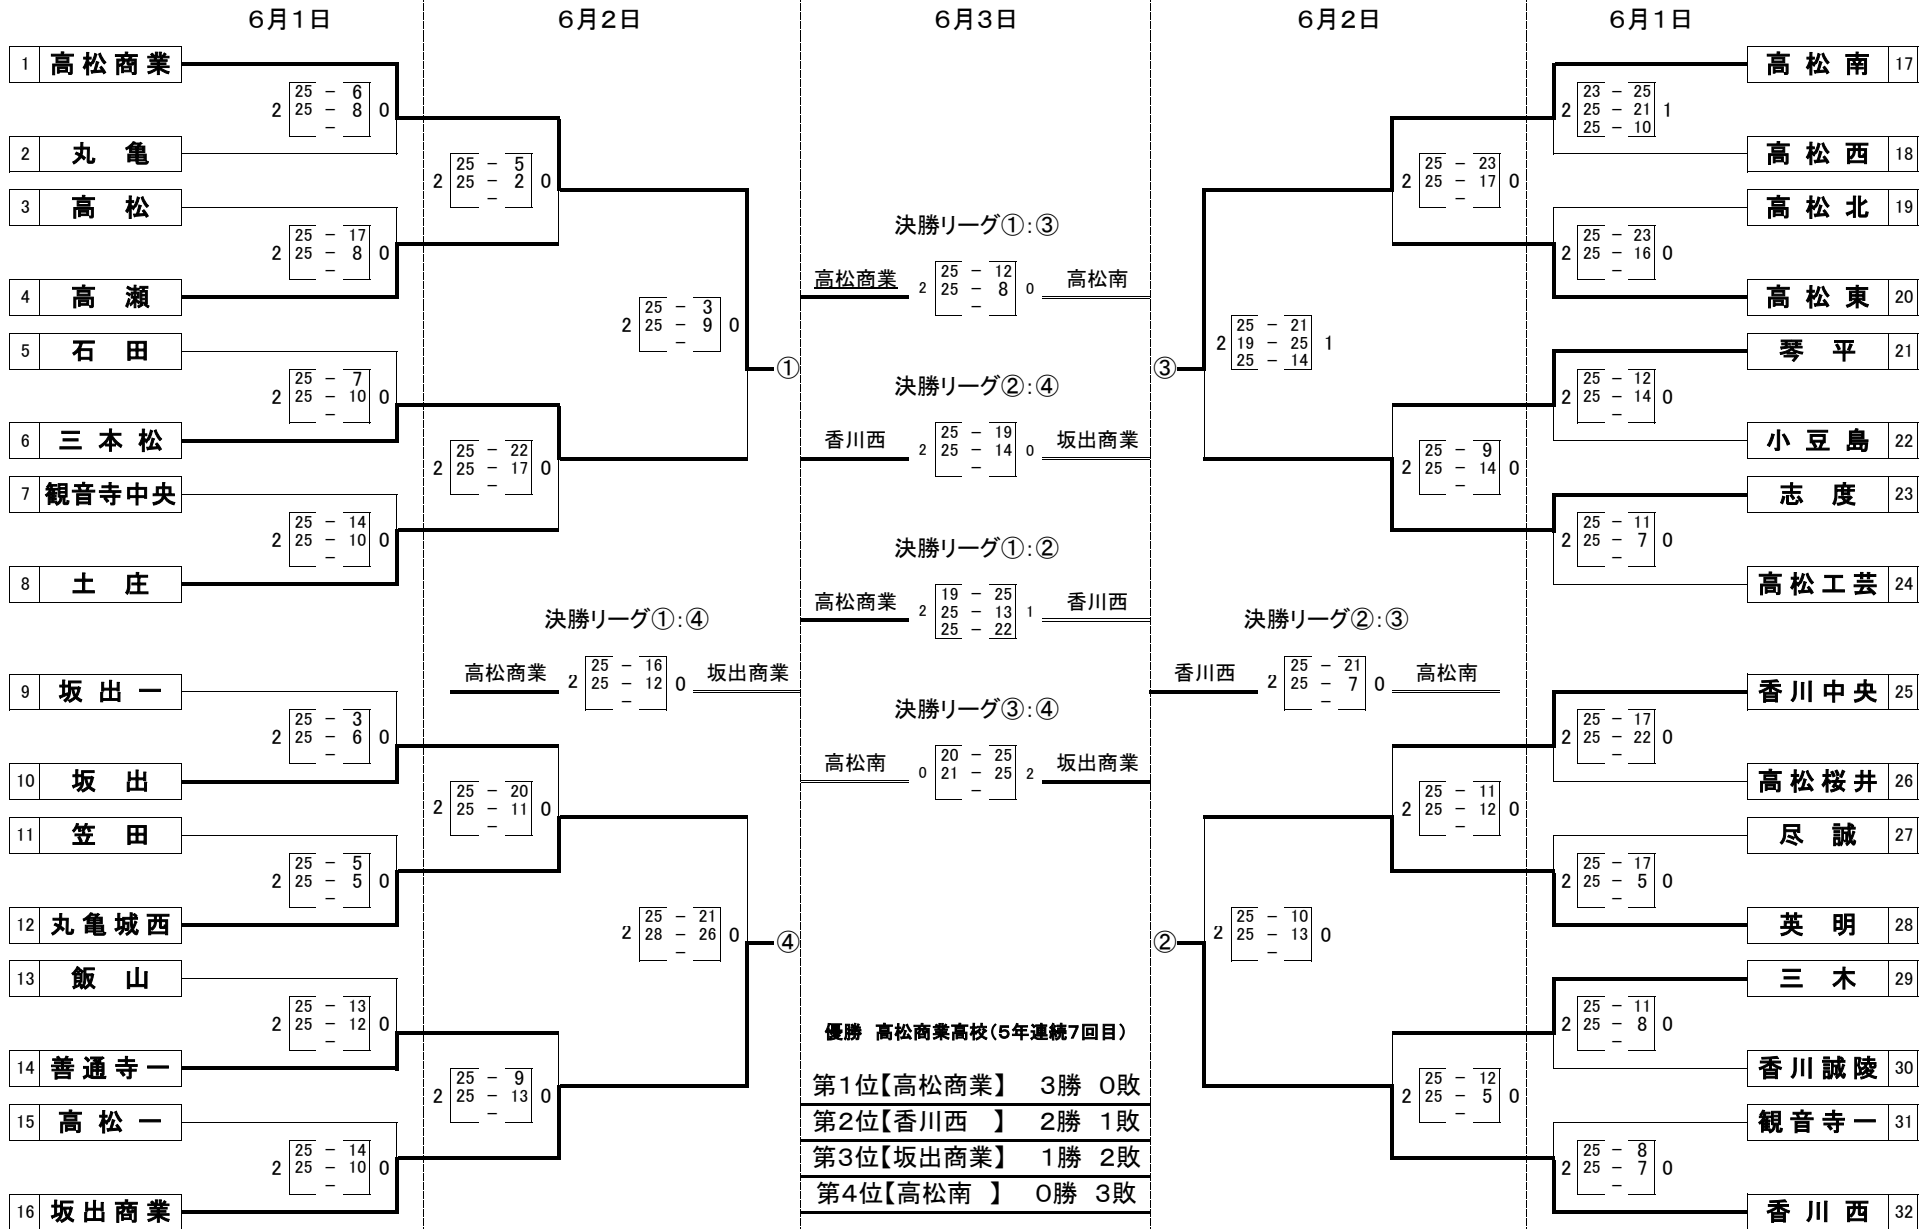 6月1日
6月2日
6月3日
6月2日
6月1日
1 高松商業
2 25 - 6 0
25 - 8
-
2 丸亀
2 25 - 5 0
25 - 2
-
3 高松
2 25 - 17 0
25 - 8
-
4 高瀬
2 25 - 3 0
25 - 9
-
①
5 石田
2 25 - 7 0
25 - 10
-
6 三本松
2 25 - 22 0
25 - 17
-
7 観音寺中央
2 25 - 14 0
25 - 10
-
8 土庄
決勝リーグ①:④
高松商業 2 25 - 16 0 坂出商業
25 - 12
-
9 坂出一
2 25 - 3 0
25 - 6
-
10 坂出
2 25 - 20 0
25 - 11
-
11 笠田
2 25 - 5 0
25 - 5
-
12 丸亀城西
2 25 - 21 0
28 - 26
-
④
13 飯山
2 25 - 13 0
25 - 12
-
14 善通寺一
2 25 - 9 0
25 - 13
-
15 高松一
2 25 - 14 0
25 - 10
-
16 坂出商業
決勝リーグ①:③
高松商業 2 25 - 12 0 高松南
25 - 8
-
決勝リーグ②:④
香川西 2 25 - 19 0 坂出商業
25 - 14
-
決勝リーグ①:②
高松商業 2 19 - 25 1 香川西
25 - 13
25 - 22
決勝リーグ③:④
高松南 0 20 - 25 2 坂出商業
21 - 25
-
優勝 高松商業高校(5年連続7回目)
第1位【高松商業】 3勝 0敗
第2位【香川西 】 2勝 1敗
第3位【坂出商業】 1勝 2敗
第4位【高松南 】 0勝 3敗
高松南 17
2 23 - 25 1
25 - 21
25 - 10
高松西 18
2 25 - 23 0
25 - 17
-
高松北 19
2 25 - 23 0
25 - 16
-
高松東 20
2 25 - 21 1
19 - 25
25 - 14
③
琴平 21
2 25 - 12 0
25 - 14
-
小豆島 22
2 25 - 9 0
25 - 14
-
志度 23
2 25 - 11 0
25 - 7
-
高松工芸 24
決勝リーグ②:③
香川西 2 25 - 21 0 高松南
25 - 7
-
香川中央 25
2 25 - 17 0
25 - 22
-
高松桜井 26
2 25 - 11 0
25 - 12
-
尽誠 27
2 25 - 17 0
25 - 5
-
英明 28
2 25 - 10 0
25 - 13
-
②
三木 29
2 25 - 11 0
25 - 8
-
香川誠陵 30
2 25 - 12 0
25 - 5
-
観音寺一 31
2 25 - 8 0
25 - 7
-
香川西 32